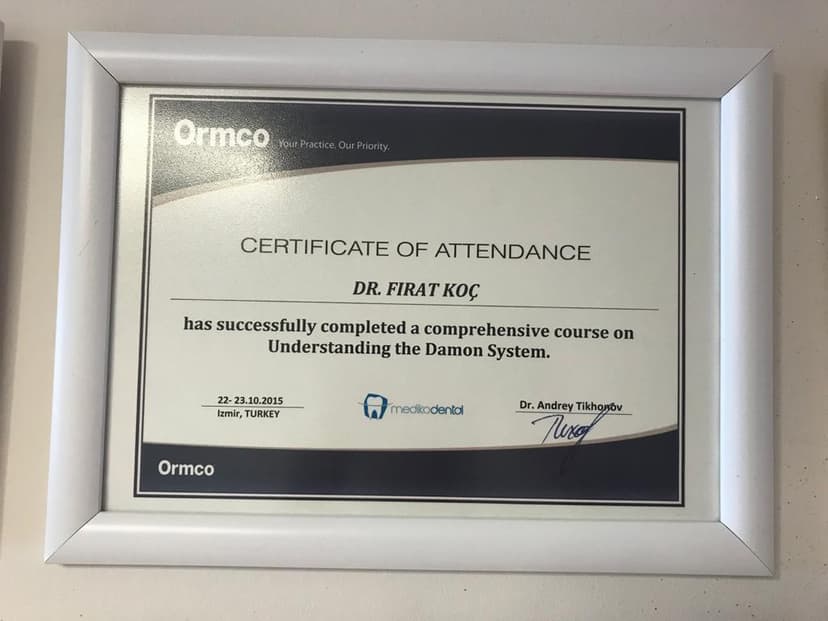 Ormco Your Practice. Our Priority.
CERTIFICATE OF ATTENDANCE
DR. FIRAT KOÇ
has successfully completed a comprehensive course on
Understanding the Damon System.
22- 23.10.2015
Izmir, TURKEY
medikodental
Dr. Andrey Tikhonov
Ormco